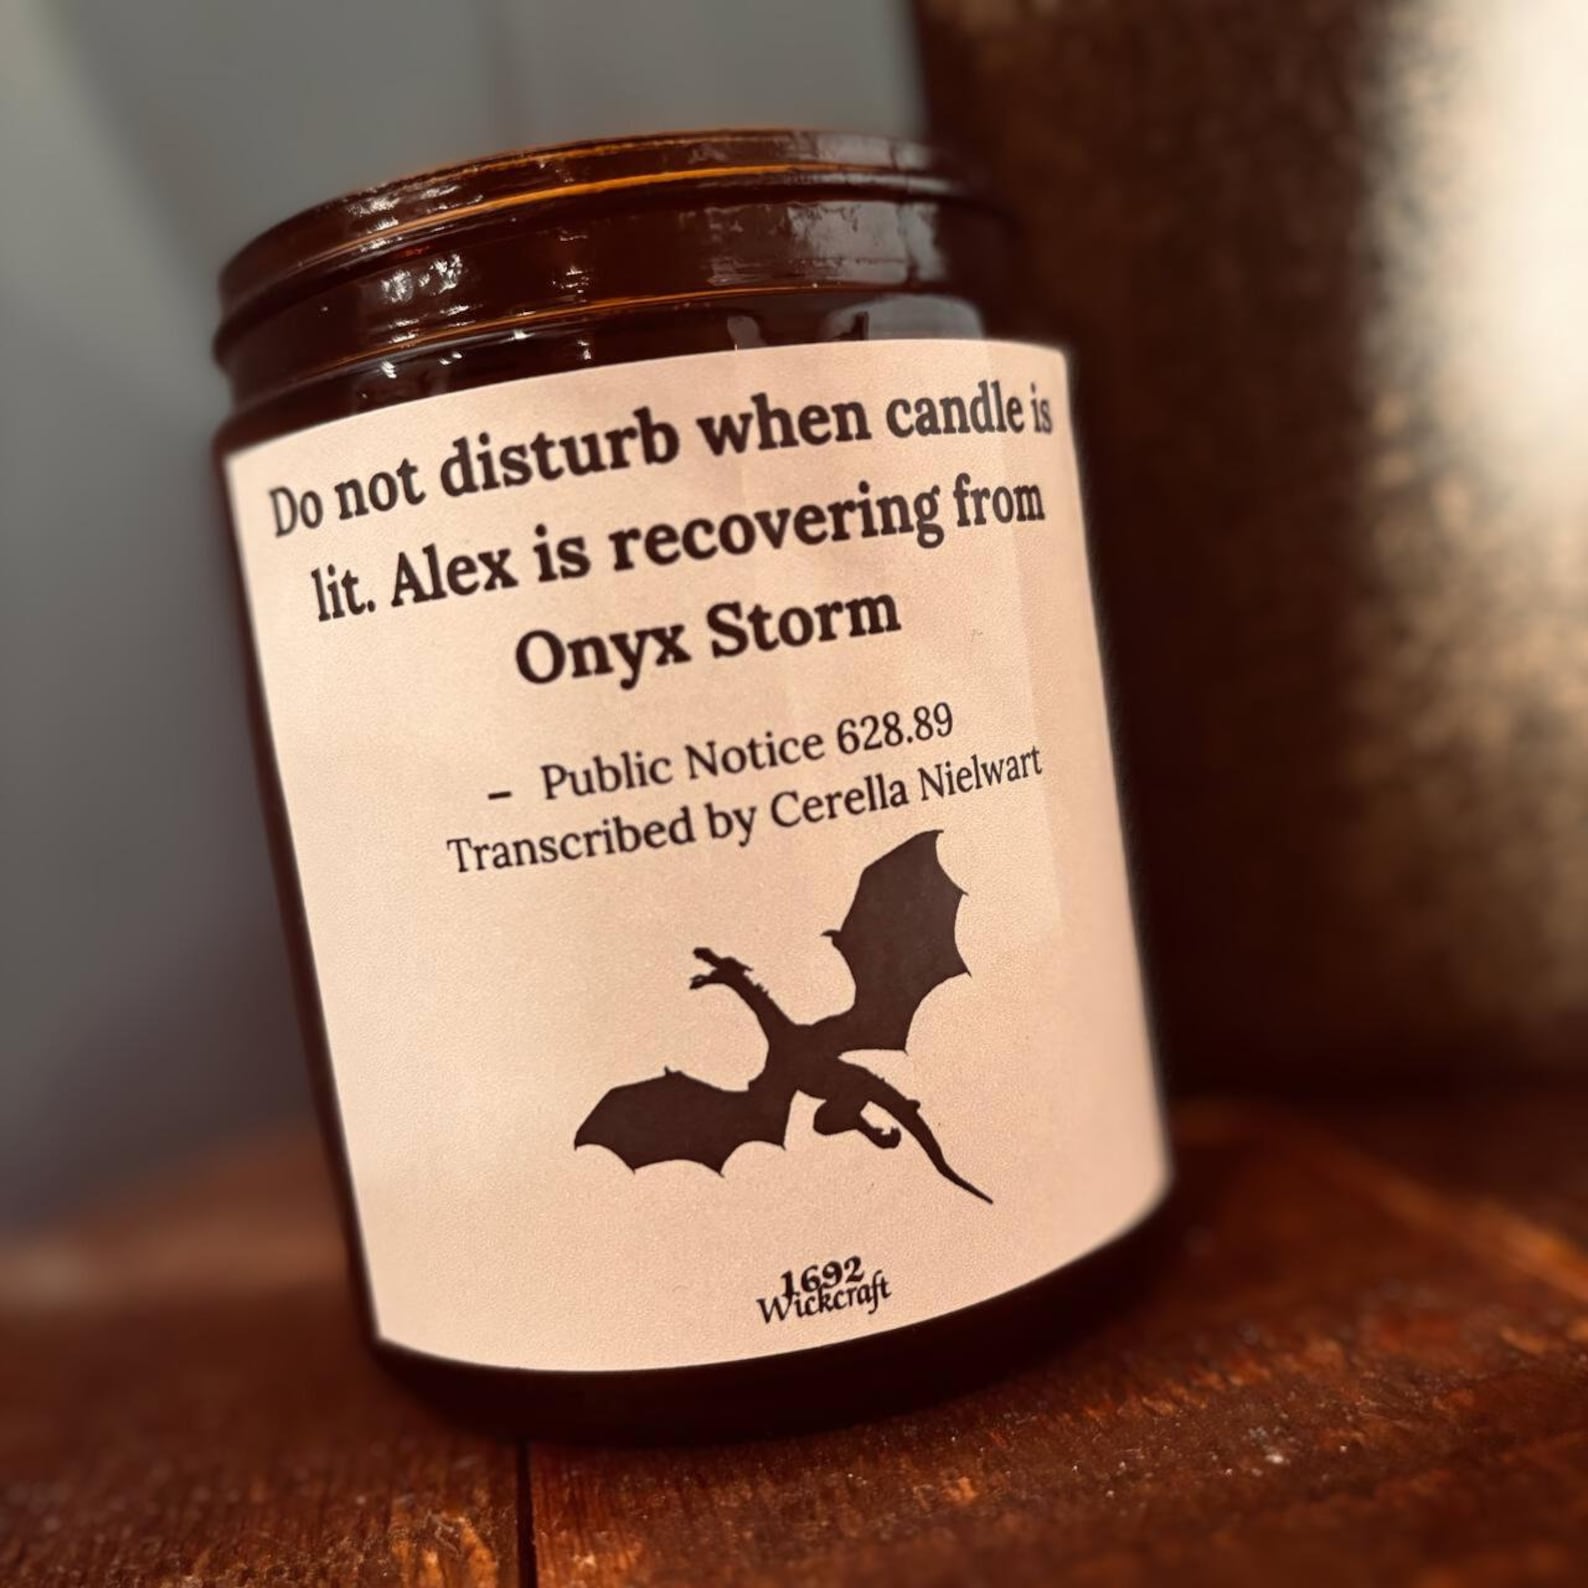 Do not disturb when candle is
lit. Alex is recovering from
Onyx Storm
– Public Notice 628.89
Transcribed by Cerella Nielwart
1692
Wickcraft